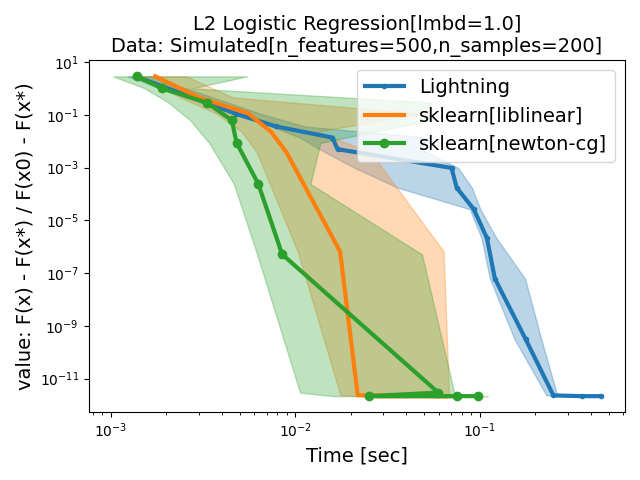 L2 Logistic Regression[lmbd=1.0]
Data: Simulated[n_features=500,n_samples=200]
value: F(x) - F(x*) / F(x0) - F(x*)
10¹
10⁻¹
10⁻³
10⁻⁵
10⁻⁷
10⁻⁹
10⁻¹¹
Lightning
sklearn[liblinear]
sklearn[newton-cg]
10⁻³
10⁻²
10⁻¹
Time [sec]